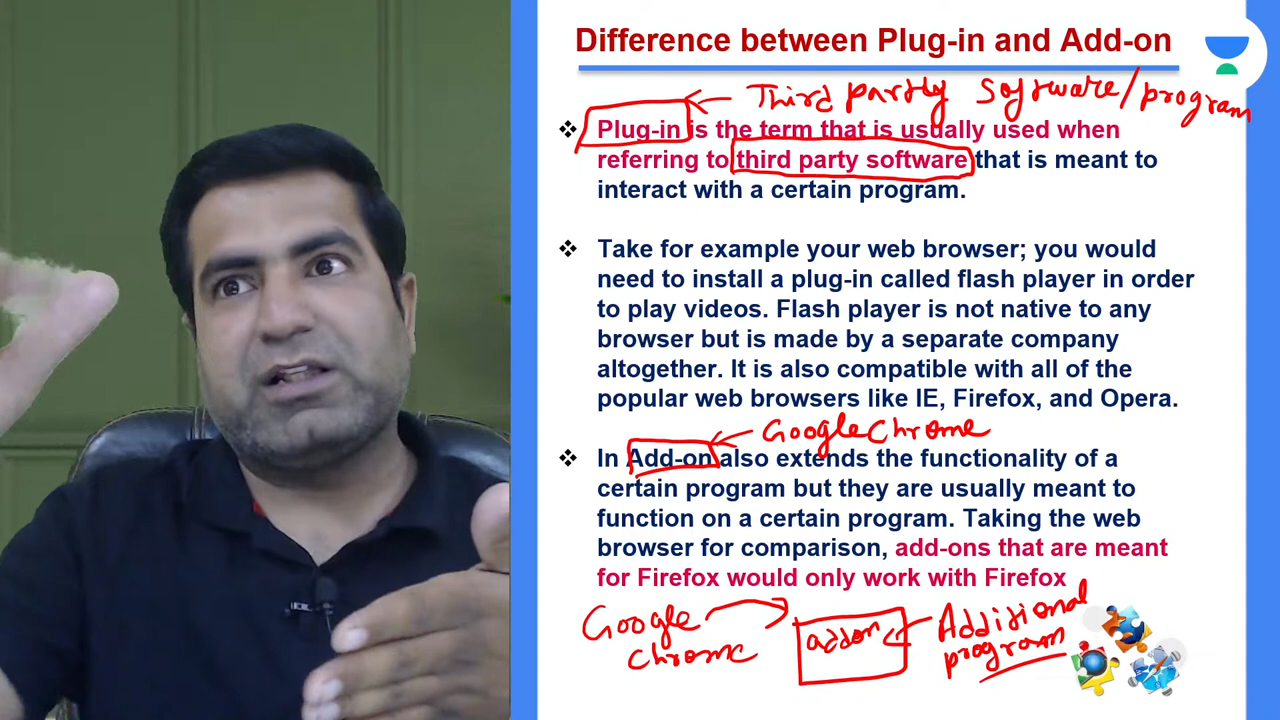 Difference between Plug-in and Add-on
Third partly software/program
❖ Plug-in is the term that is usually used when
referring to third party software that is meant to
interact with a certain program.
❖ Take for example your web browser; you would
need to install a plug-in called flash player in order
to play videos. Flash player is not native to any
browser but is made by a separate company
altogether. It is also compatible with all of the
popular web browsers like IE, Firefox, and Opera.
Google Chrome
❖ In Add-on also extends the functionality of a
certain program but they are usually meant to
function on a certain program. Taking the web
browser for comparison, add-ons that are meant
for Firefox would only work with Firefox
Google
Chrome
addon
Additional
program